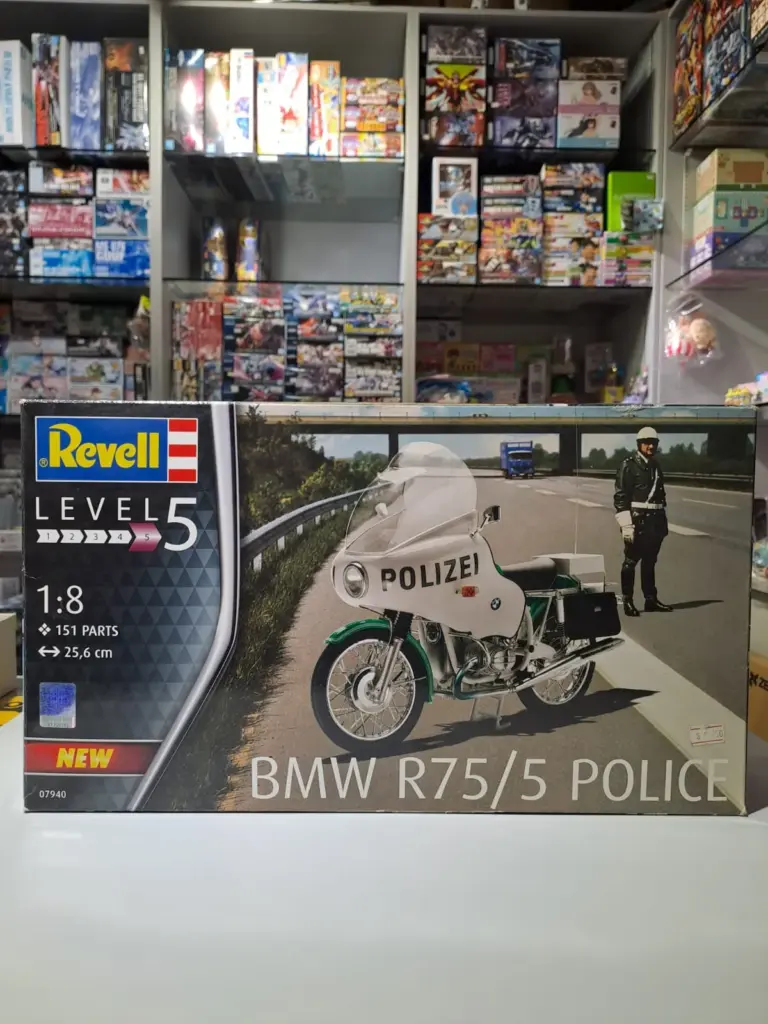 ®Revell
LEVEL 5
1 2 3 4 5
1:8
❖ 151 PARTS
↔ 25,6 cm
NEW
07940
POLIZEI
BMW R75/5 POLICE